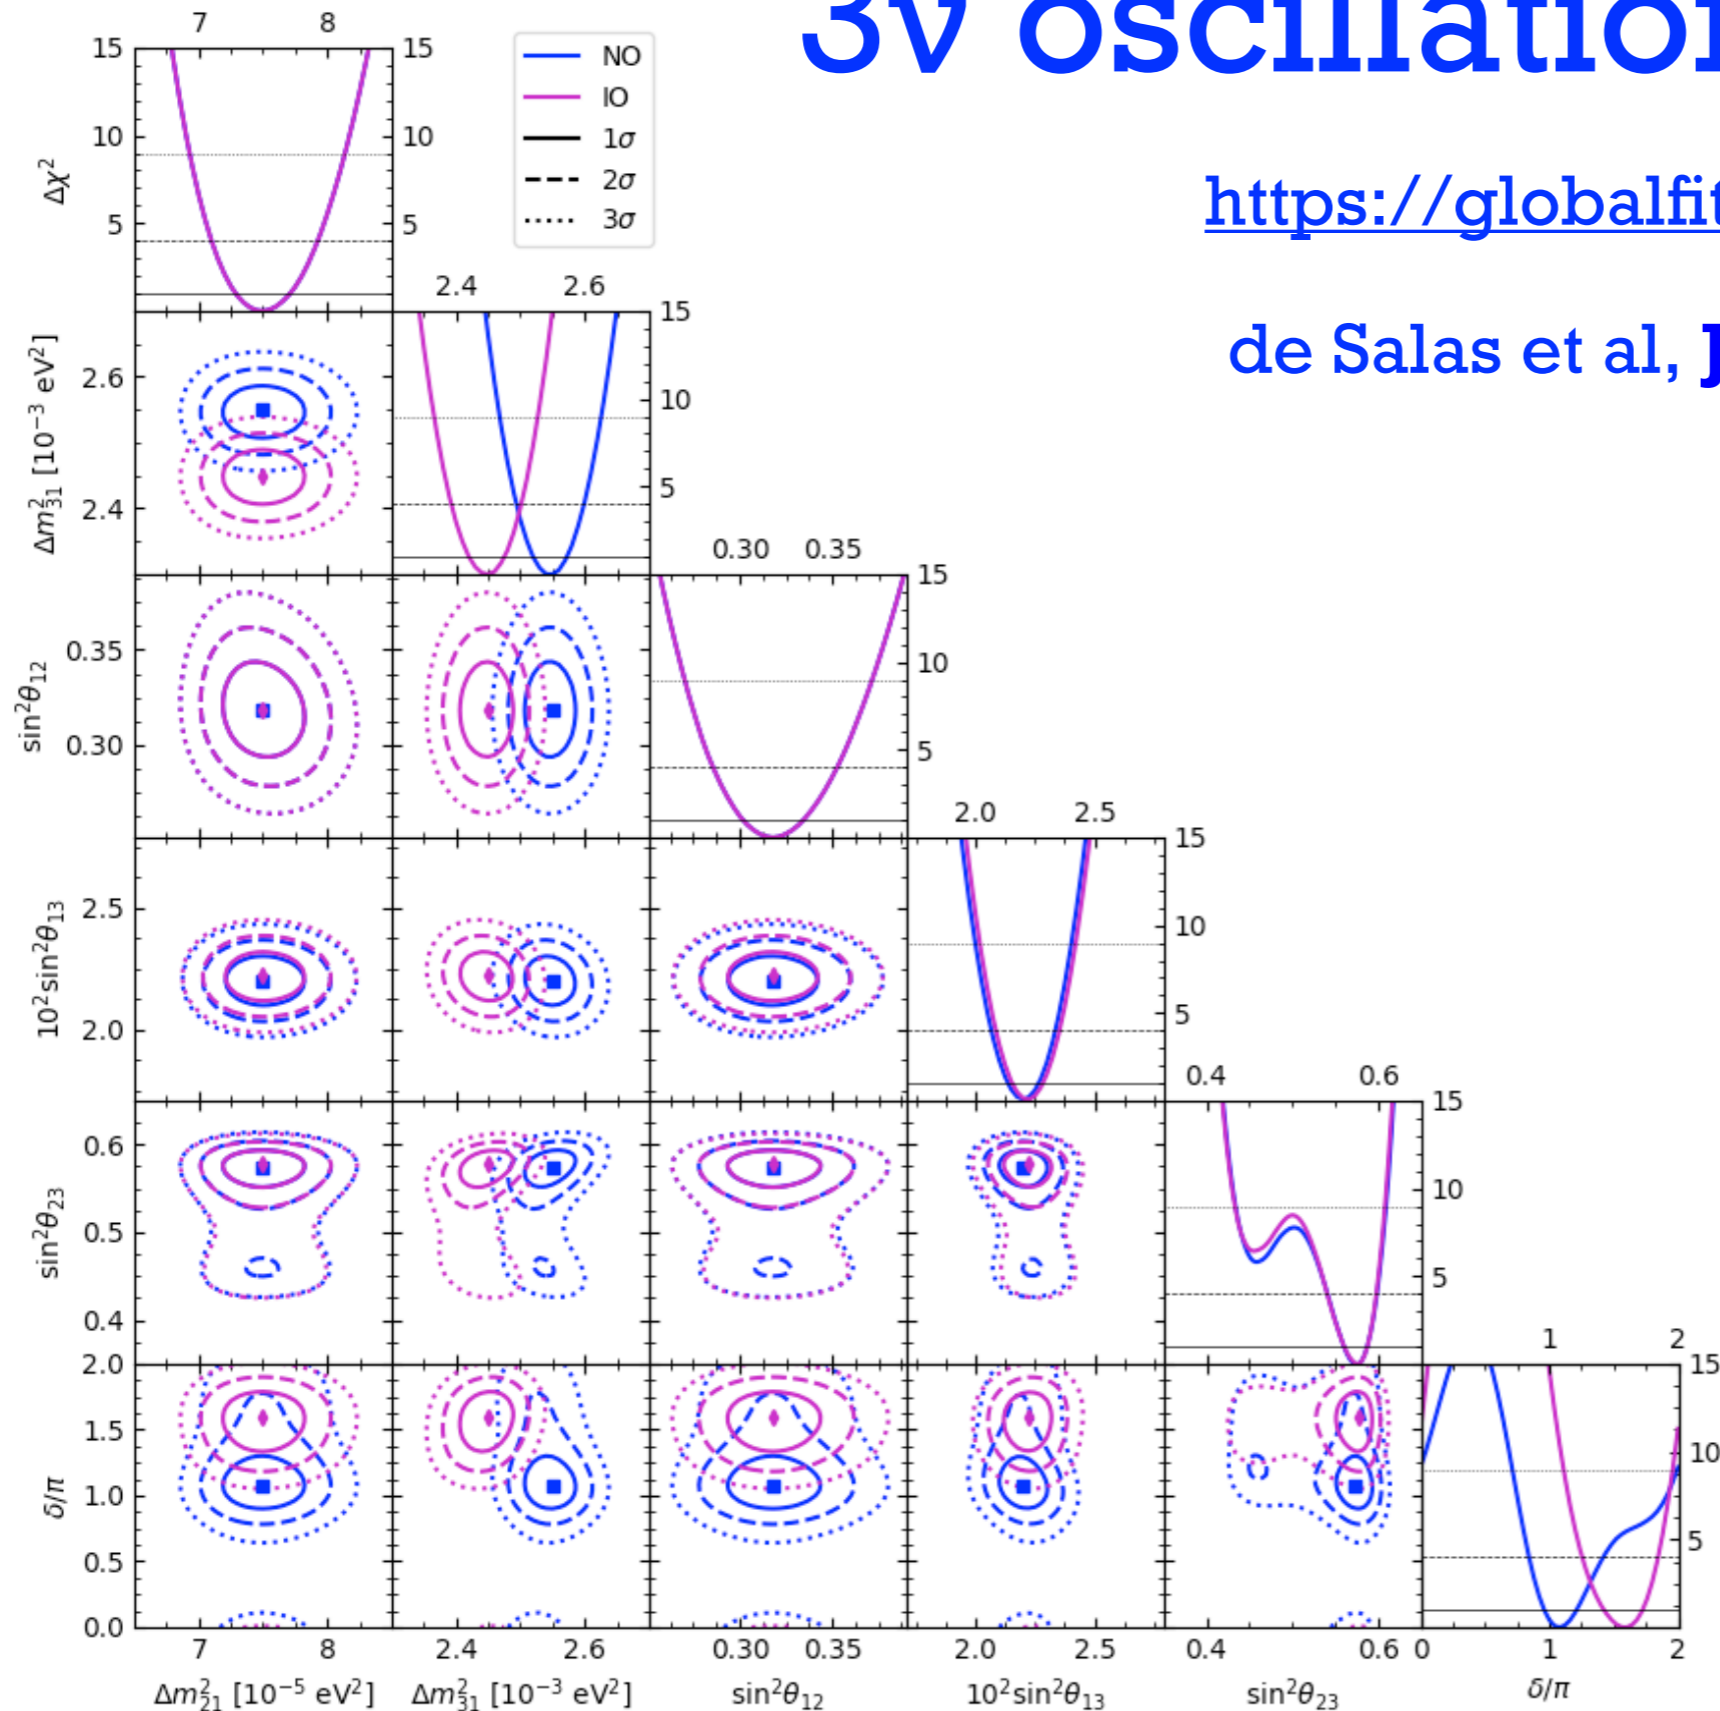 3ν oscillation
https://globalfit
de Salas et al, J
NO
IO
1σ
2σ
3σ
7 8
15 15
10 10
5 5
Δχ²
2.4 2.6
15
10
5
2.6
2.4
Δm²₃₁ [10⁻³ eV²]
0.30 0.35
15
10
5
0.35
0.30
sin²θ₁₂
2.0 2.5
15
10
5
2.5
2.0
10²sin²θ₁₃
0.4 0.6
15
10
5
0.6
0.5
0.4
sin²θ₂₃
1 2
15
10
5
2.0
1.5
1.0
0.5
0.0
δ/π
7 8 2.4 2.6 0.30 0.35 2.0 2.5 0.4 0.6 0 1 2
Δm²₂₁ [10⁻⁵ eV²] Δm²₃₁ [10⁻³ eV²] sin²θ₁₂ 10²sin²θ₁₃ sin²θ₂₃ δ/π